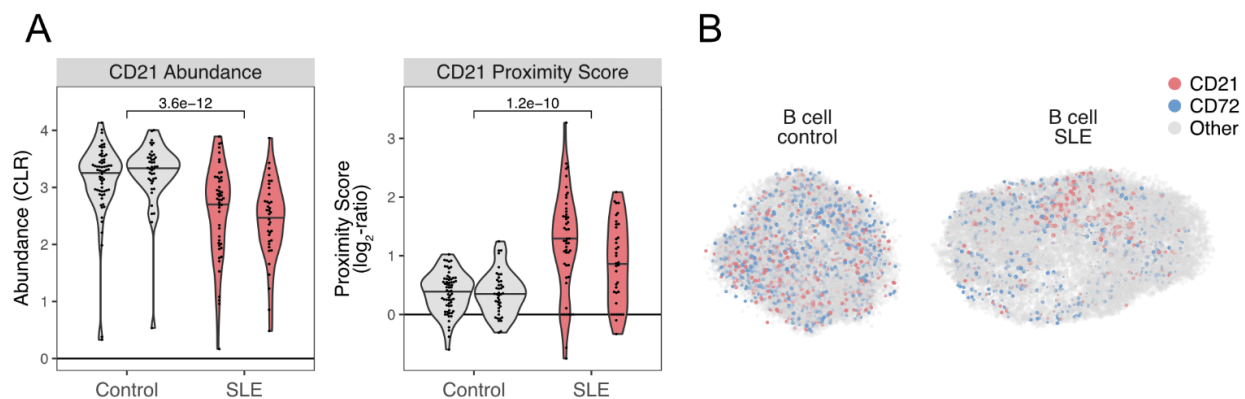 A
CD21 Abundance
3.6e−12
Abundance (CLR)
4
3
2
1
0
Control
SLE
CD21 Proximity Score
1.2e−10
Proximity Score
(log2-ratio)
3
2
1
0
Control
SLE
B
B cell
control
B cell
SLE
CD21
CD72
Other